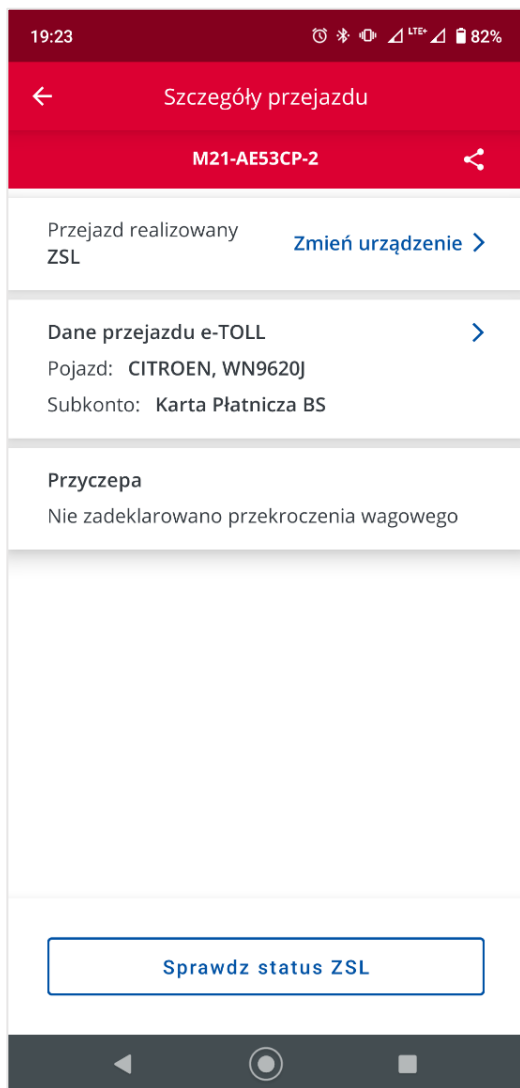 19:23 LTE+ 82%
Szczegóły przejazdu
M21-AE53CP-2
Przejazd realizowany
ZSL
Zmień urządzenie
Dane przejazdu e-TOLL
Pojazd: CITROEN, WN9620J
Subkonto: Karta Płatnicza BS
Przyczepa
Nie zadeklarowano przekroczenia wagowego
Sprawdz status ZSL